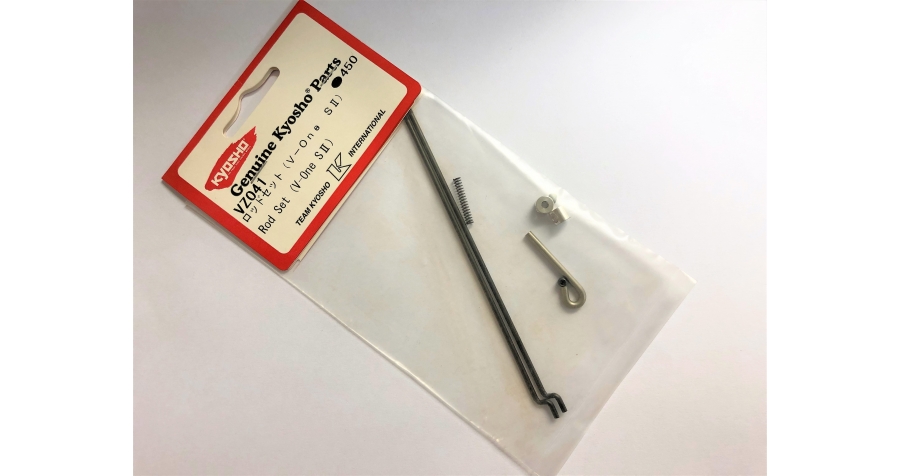 KYOSHO
Genuine Kyosho® Parts
VZ041 ●450
ロッドセット(V−One SⅡ)
Rod Set (V-One SⅡ)
TEAM KYOSHO K INTERNATIONAL